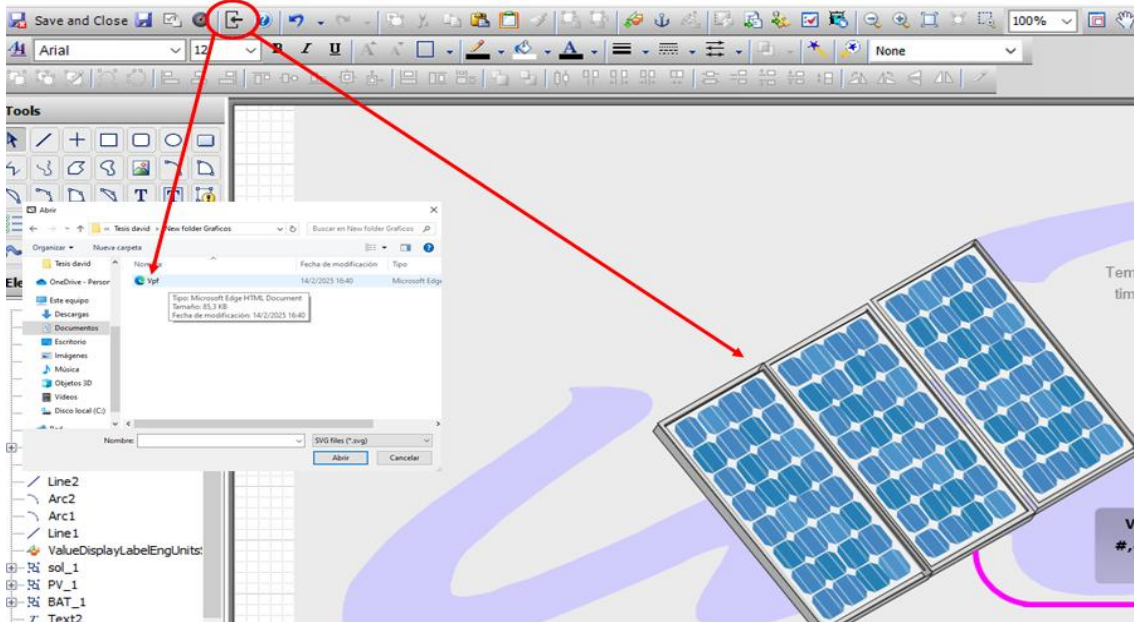 Save and Close
100%
Arial
12
B I U
A
None
Tools
T T
Abrir
« Tesis david › New folder Graficos
Buscar en New folder Graficos
Organizar
Nueva carpeta
Tesis david
OneDrive - Person
Este equipo
Descargas
Documentos
Escritorio
Imágenes
Música
Objetos 3D
Videos
Disco local (C:)
Fecha de modificación
Tipo
Vpf
14/2/2025 16:40
Microsoft Edge
Tipo: Microsoft Edge HTML Document
Tamaño: 85,3 KB
Fecha de modificación: 14/2/2025 16:40
Nombre:
SVG files (*.svg)
Abrir
Cancelar
Ele
Line2
Arc2
Arc1
Line1
ValueDisplayLabelEngUnits
sol_1
PV_1
BAT_1
Text2
Tem
tim
V
#,